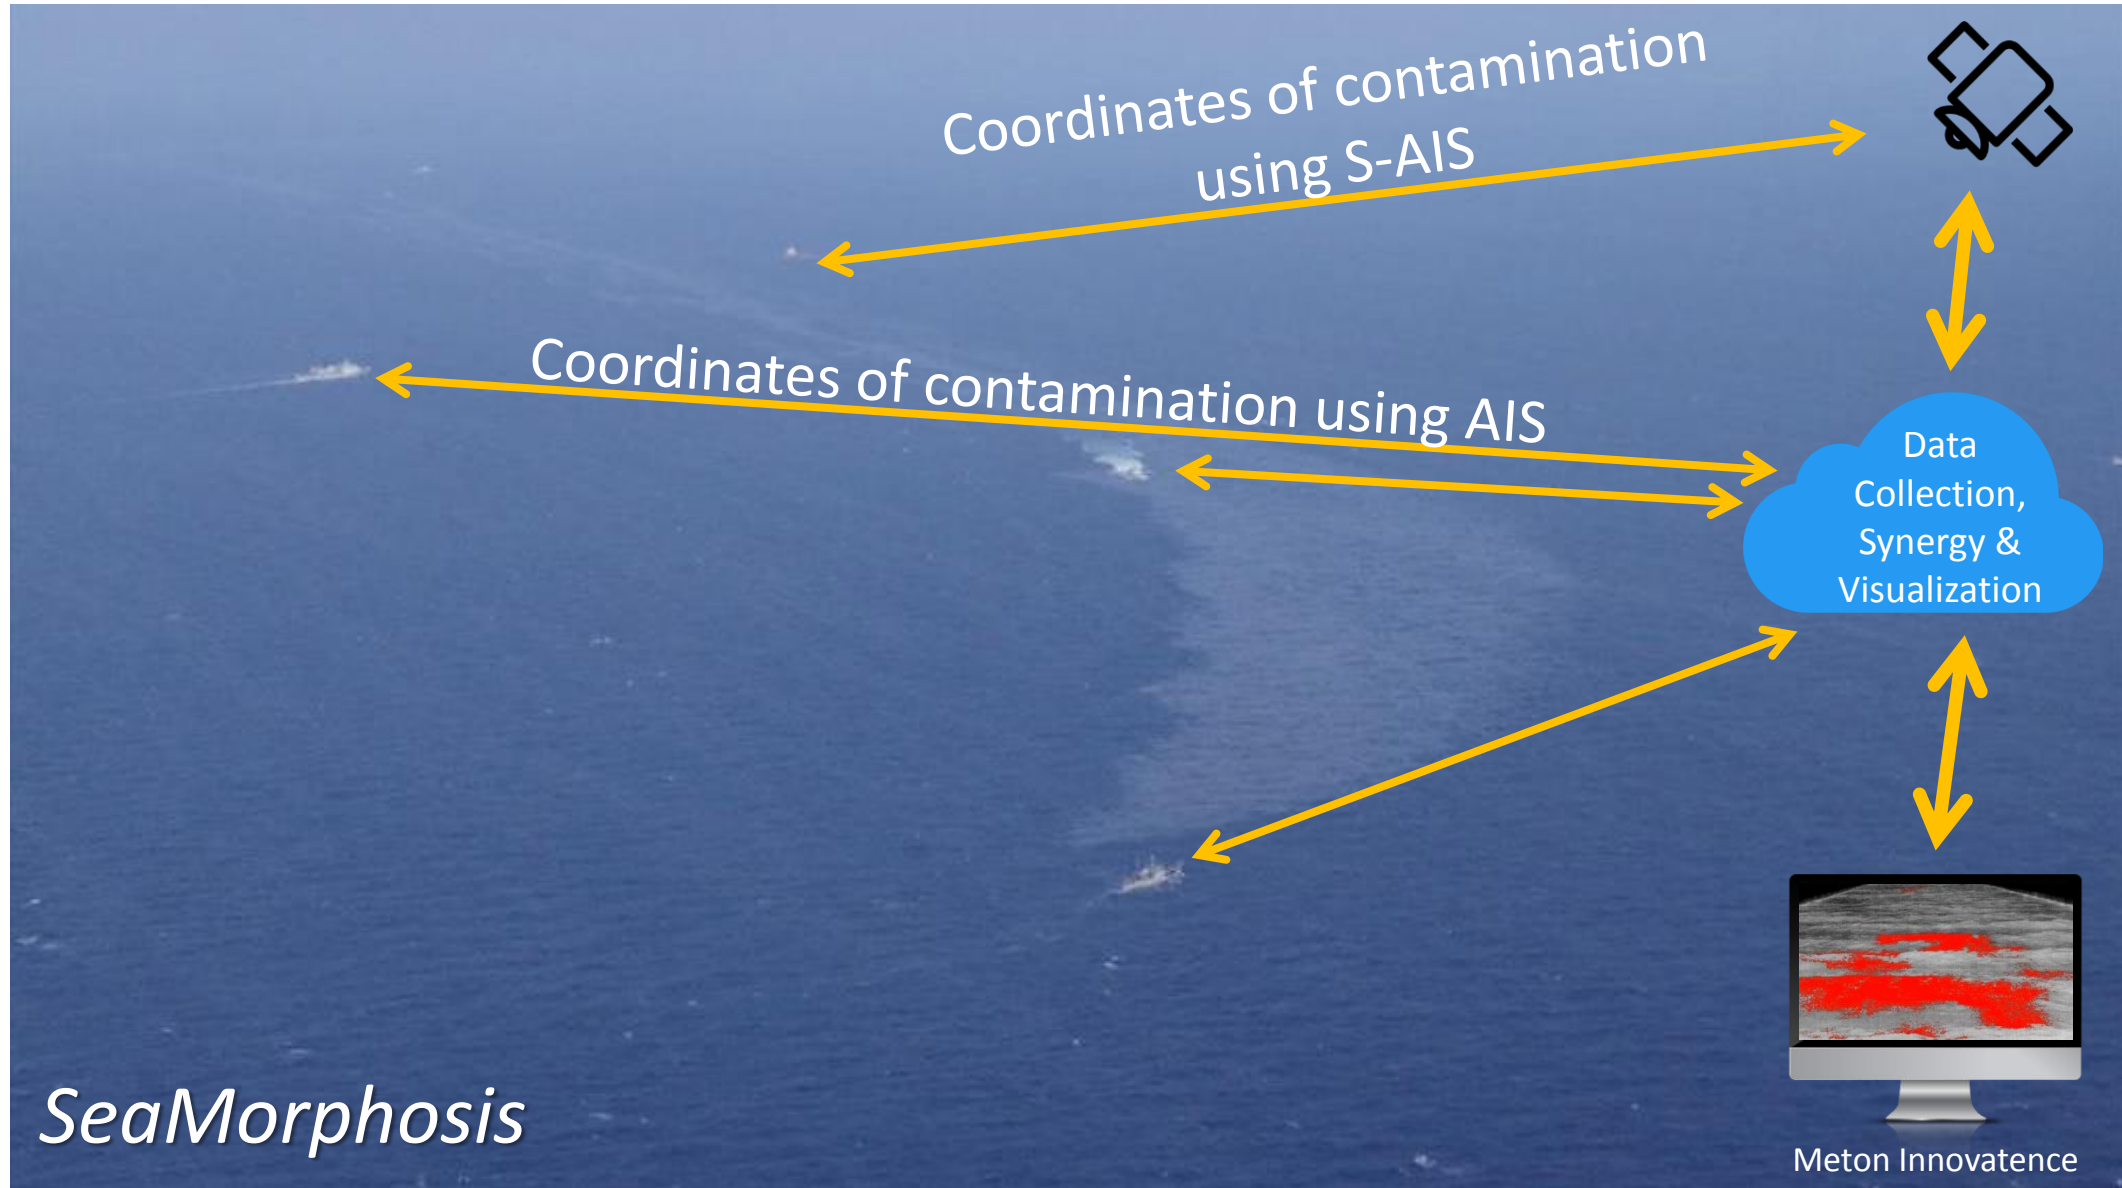 Coordinates of contamination
using S-AIS
Coordinates of contamination using AIS
Data
Collection,
Synergy &
Visualization
SeaMorphosis
Meton Innovatence